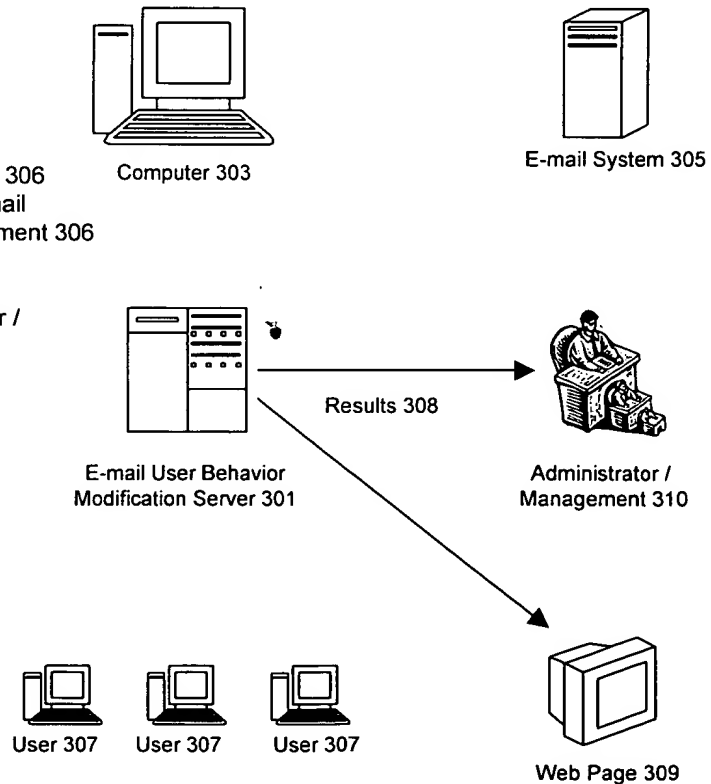 Computer 303
E-mail System 305
306
ment 306
Results 308
E-mail User Behavior
Modification Server 301
Administrator /
Management 310
User 307
User 307
User 307
Web Page 309